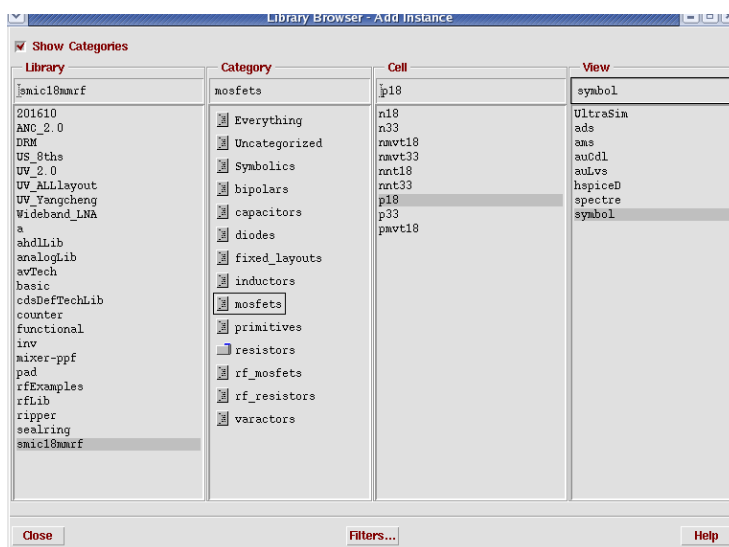 Library Browser - Add Instance
Show Categories
Library
Category
Cell
View
smic18mmrf
mosfets
p18
symbol
201610
ANC_2.0
DRM
US_8ths
UV_2.0
UV_ALLlayout
UV_Yangcheng
Wideband_LNA
a
ahdlLib
analogLib
avTech
basic
cdsDefTechLib
counter
functional
inv
mixer-ppf
pad
rfExamples
rfLib
ripper
sealring
smic18mmrf
Everything
Uncategorized
Symbolics
bipolars
capacitors
diodes
fixed_layouts
inductors
mosfets
primitives
resistors
rf_mosfets
rf_resistors
varactors
n18
n33
nmvt18
nmvt33
nnt18
nnt33
p18
p33
pmvt18
UltraSim
ads
ams
auCdl
auLvs
hspiceD
spectre
symbol
Close
Filters...
Help